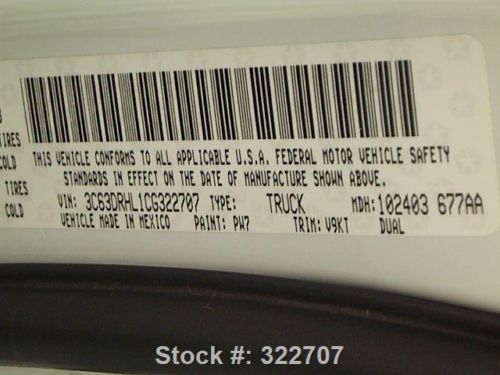 TIRES
COLD
TIRES
COLD
THIS VEHICLE CONFORMS TO ALL APPLICABLE U.S.A. FEDERAL MOTOR VEHICLE SAFETY
STANDARDS IN EFFECT ON THE DATE OF MANUFACTURE SHOWN ABOVE.
VIN: 3C63DRHL1CG322707 TYPE: TRUCK MDH: 102403 677AA
VEHICLE MADE IN MEXICO PAINT: PW7 TRIM: V9KT DUAL
Stock #: 322707